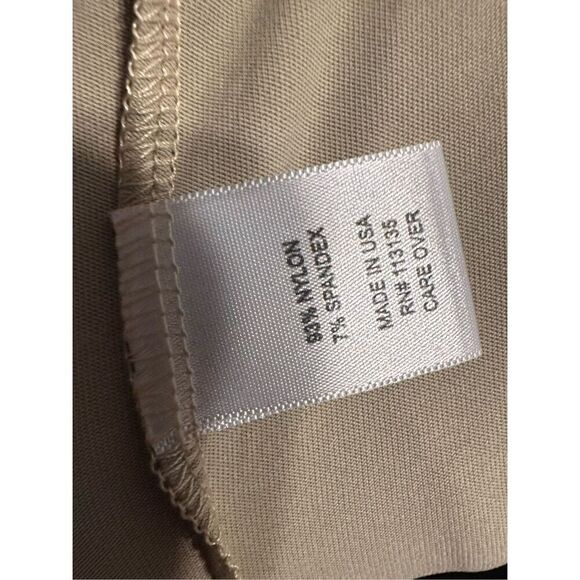 93% NYLON
7% SPANDEX
MADE IN USA
RN# 113135
CARE OVER